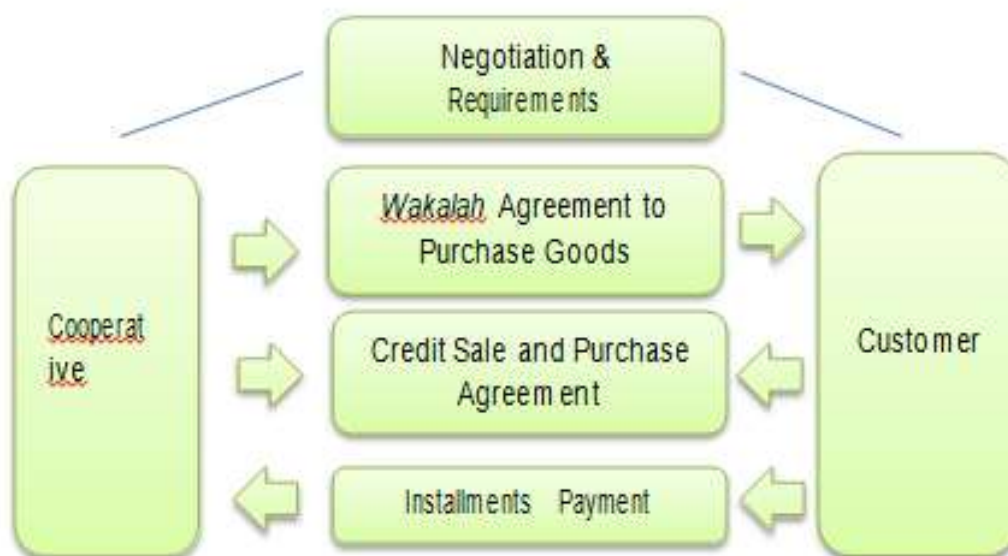 Negotiation &
Requirements
Wakalah Agreement to
Purchase Goods
Cooperat
ive
Credit Sale and Purchase
Agreement
Customer
Installments Payment